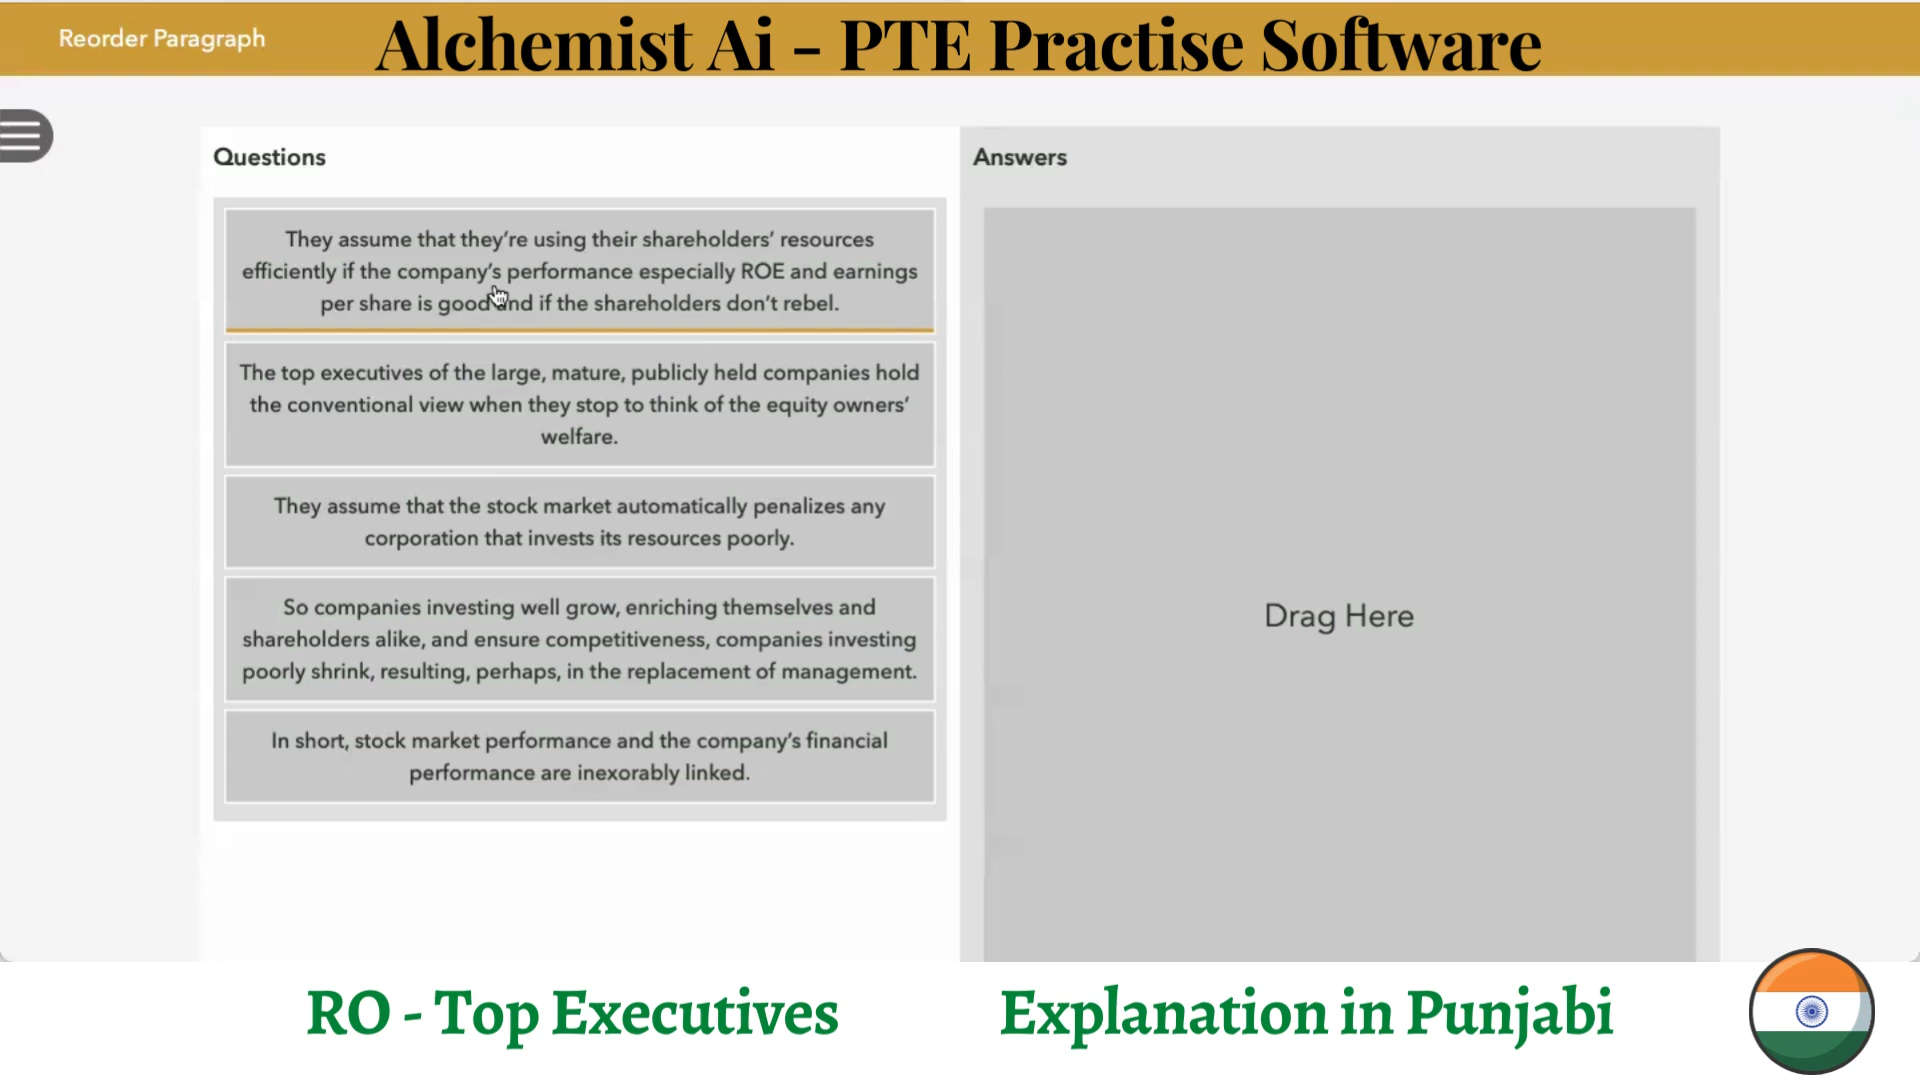 Reorder Paragraph
Alchemist Ai - PTE Practise Software
Questions
They assume that they're using their shareholders' resources
efficiently if the company's performance especially ROE and earnings
per share is good and if the shareholders don't rebel.
The top executives of the large, mature, publicly held companies hold
the conventional view when they stop to think of the equity owners'
welfare.
They assume that the stock market automatically penalizes any
corporation that invests its resources poorly.
So companies investing well grow, enriching themselves and
shareholders alike, and ensure competitiveness, companies investing
poorly shrink, resulting, perhaps, in the replacement of management.
In short, stock market performance and the company's financial
performance are inexorably linked.
Answers
Drag Here
RO - Top Executives
Explanation in Punjabi